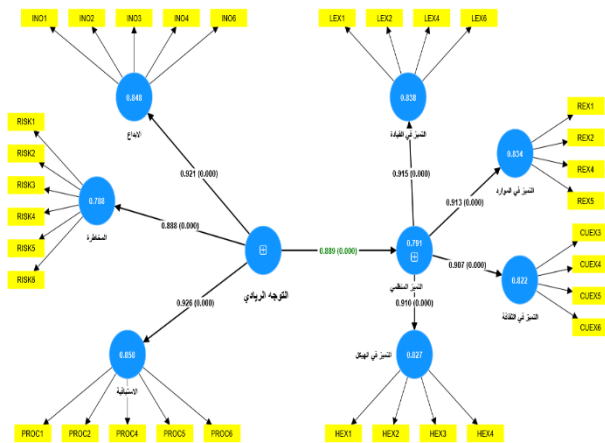 INO1 INO2 INO3 INO4 INO6
LEX1 LEX2 LEX4 LEX6
0.848
الابداع
0.838
التميز في القيادة
RISK1
RISK2
RISK3
RISK4
RISK5
RISK6
0.788
المخاطرة
REX1
REX2
REX4
REX5
0.834
التميز في الموارد
0.921 (0.000)
0.915 (0.000)
0.913 (0.000)
0.888 (0.000)
0.889 (0.000)
التوجه الريادي
0.791
التميز المنظمي
0.907 (0.000)
CUEX3
CUEX4
CUEX5
CUEX6
0.822
التميز في الثقافة
0.926 (0.000)
0.910 (0.000)
0.858
الاستباقية
0.827
التميز في الهيكل
PROC1 PROC2 PROC4 PROC5 PROC6
HEX1 HEX2 HEX3 HEX4